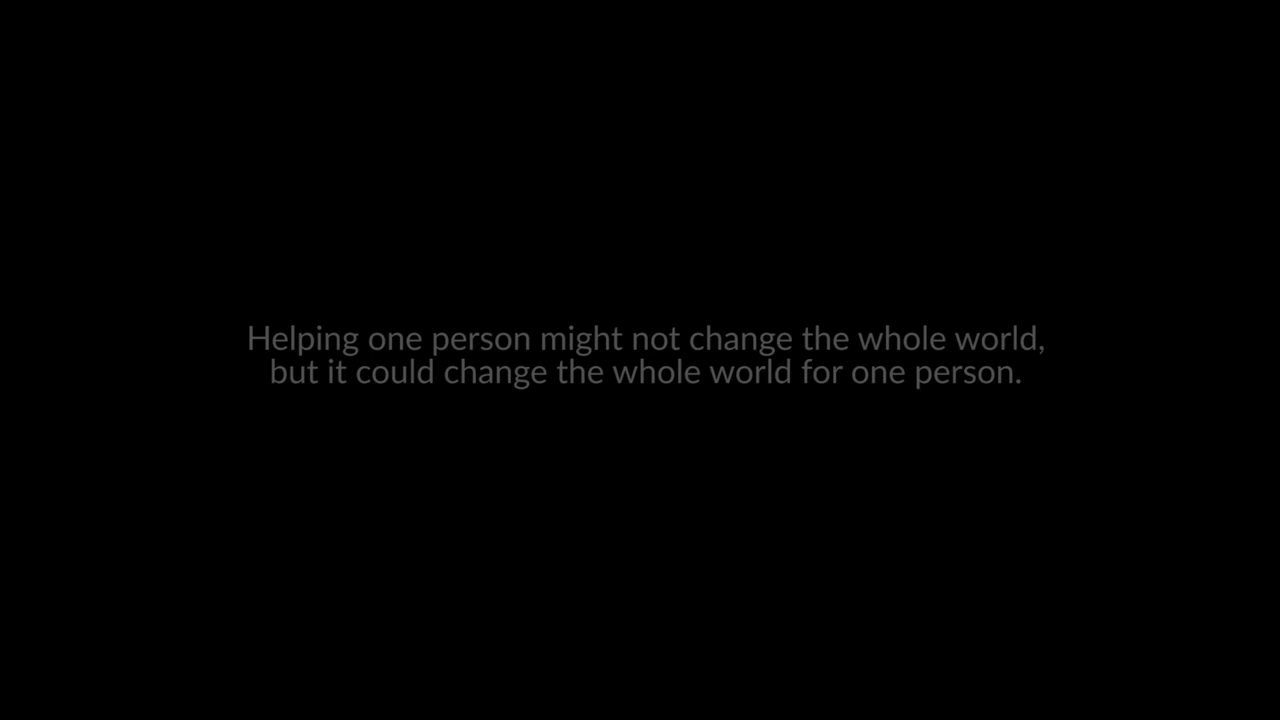 Helping one person might not change the whole world,
but it could change the whole world for one person.